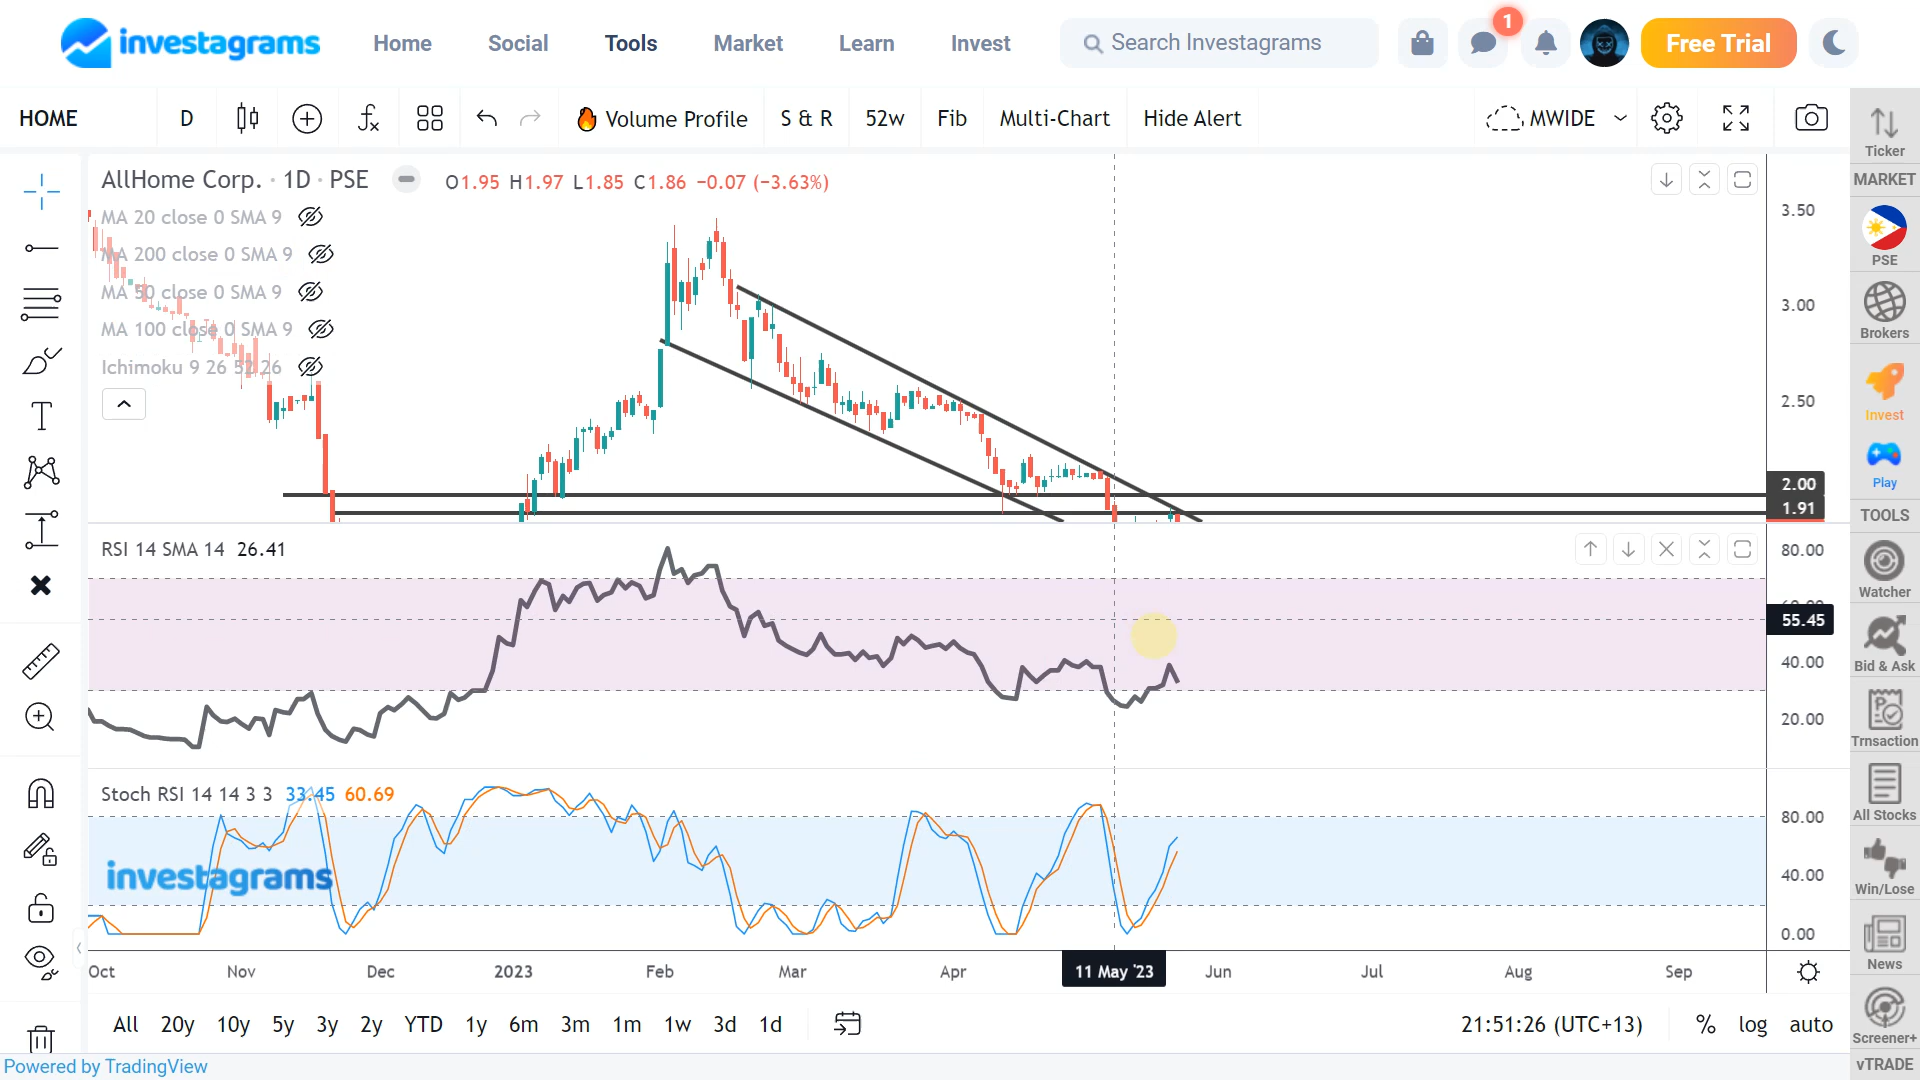 investagrams Home Social Tools Market Learn Invest Search Investagrams 1 Free Trial
HOME D Volume Profile S & R 52w Fib Multi-Chart Hide Alert MWIDE
AllHome Corp. · 1D · PSE O1.95 H1.97 L1.85 C1.86 −0.07 (−3.63%)
MA 20 close 0 SMA 9
MA 200 close 0 SMA 9
MA 50 close 0 SMA 9
MA 100 close 0 SMA 9
Ichimoku 9 26 52 26
3.50
3.00
2.50
2.00
1.91
RSI 14 SMA 14 26.41
80.00
55.45
40.00
20.00
Stoch RSI 14 14 3 3 33.45 60.69
80.00
40.00
0.00
investagrams
Oct Nov Dec 2023 Feb Mar Apr 11 May '23 Jun Jul Aug Sep
All 20y 10y 5y 3y 2y YTD 1y 6m 3m 1m 1w 3d 1d 21:51:26 (UTC+13) % log auto
Powered by TradingView
Ticker
MARKET
PSE
Brokers
Invest
Play
TOOLS
Watcher
Bid & Ask
Trnsaction
All Stocks
Win/Lose
News
Screener+
vTRADE